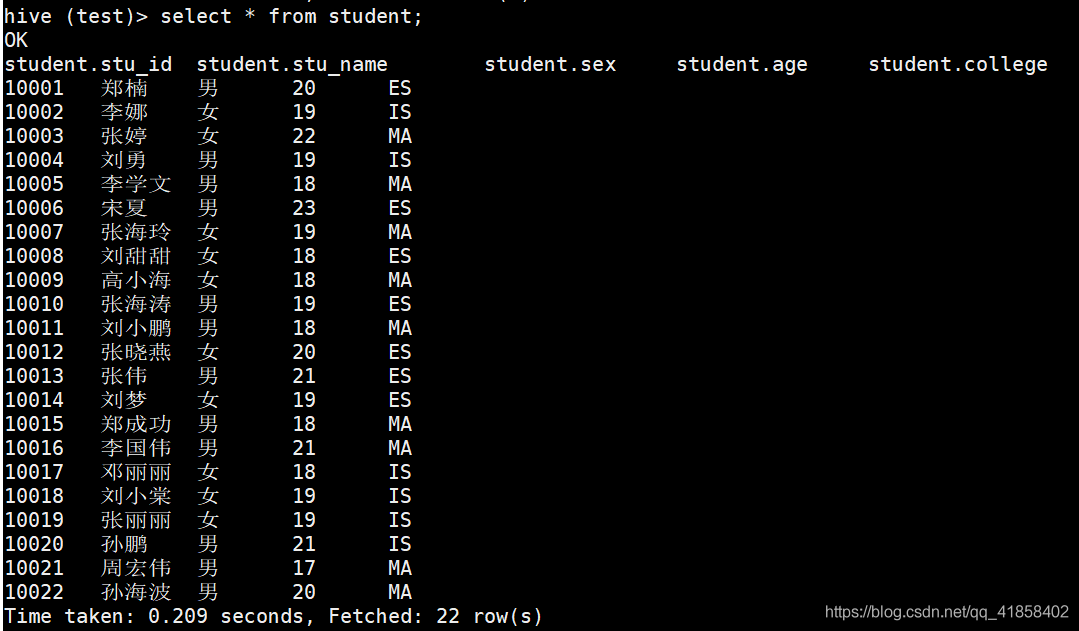 hive (test)> select * from student;
OK
student.stu_id student.stu_name student.sex student.age student.college
10001 郑楠 男 20 ES
10002 李娜 女 19 IS
10003 张婷 女 22 MA
10004 刘勇 男 19 IS
10005 李学文 男 18 MA
10006 宋夏 男 23 ES
10007 张海玲 女 19 MA
10008 刘甜甜 女 18 ES
10009 高小海 女 18 MA
10010 张海涛 男 19 ES
10011 刘小鹏 男 18 MA
10012 张晓燕 女 20 ES
10013 张伟 男 21 ES
10014 刘梦 女 19 ES
10015 郑成功 男 18 MA
10016 李国伟 男 21 MA
10017 邓丽丽 女 18 IS
10018 刘小棠 女 19 IS
10019 张丽丽 女 19 IS
10020 孙鹏 男 21 IS
10021 周宏伟 男 17 MA
10022 孙海波 男 20 MA
Time taken: 0.209 seconds, Fetched: 22 row(s)
https://blog.csdn.net/qq_41858402